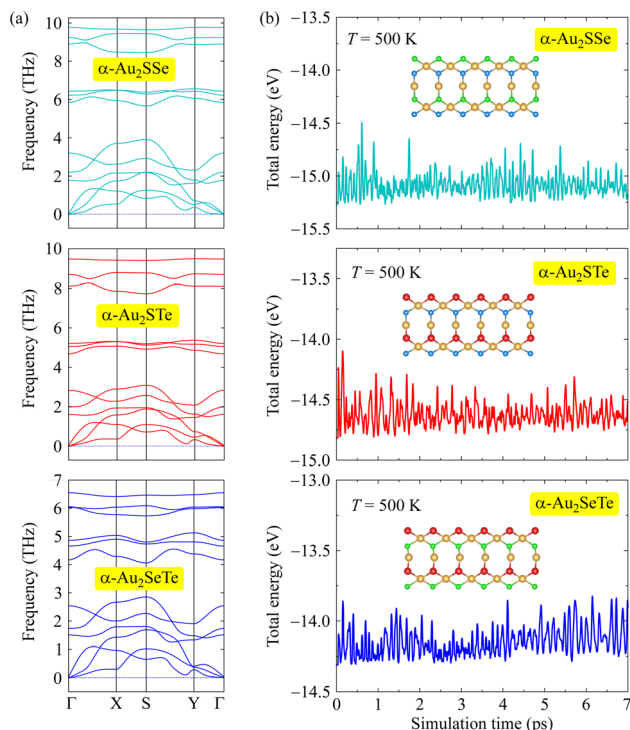 (a)
Frequency (THz)
10
8
6
4
2
0
α-Au₂SSe
Frequency (THz)
10
8
6
4
2
0
α-Au₂STe
Frequency (THz)
7
6
5
4
3
2
1
0
α-Au₂SeTe
Γ X S Y Γ
(b)
Total energy (eV)
−13.5
−14.0
−14.5
−15.0
−15.5
T = 500 K
α-Au₂SSe
Total energy (eV)
−13.5
−14.0
−14.5
−15.0
T = 500 K
α-Au₂STe
Total energy (eV)
−13.0
−13.5
−14.0
−14.5
T = 500 K
α-Au₂SeTe
0 1 2 3 4 5 6 7
Simulation time (ps)